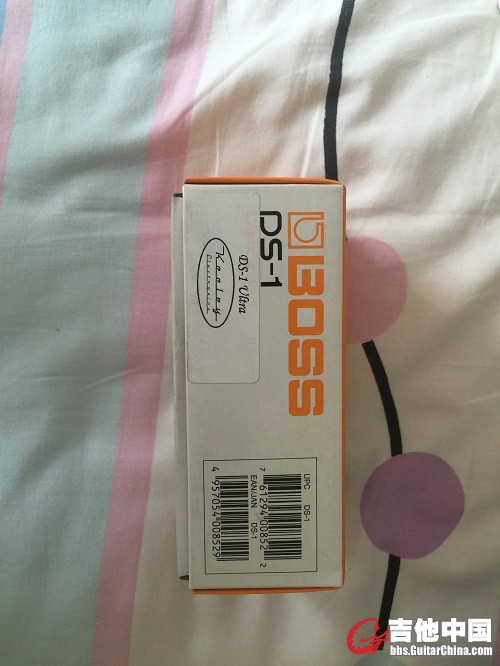 BOSS
DS-1
DS-1 Ultra
Keeley
Electronics
UPC DS-1
7 61294 00852 2
EAN/JAN DS-1
4 957054 008529
吉他中国
bbs.GuitarChina.com